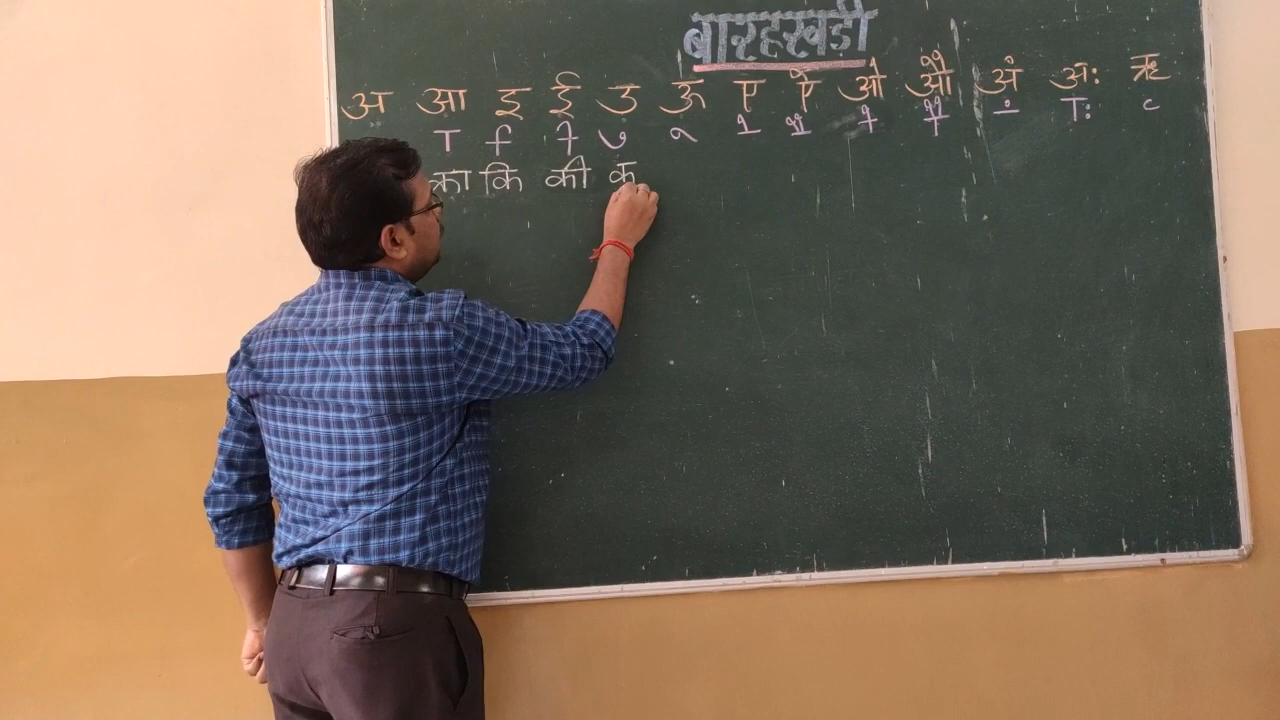 बारहखड़ी
अ आ इ ई उ ऊ ए ऐ ओ औ अं अः ऋ
ा ि ी ु ू े ै ो ौ ं ाः ृ
का कि की क